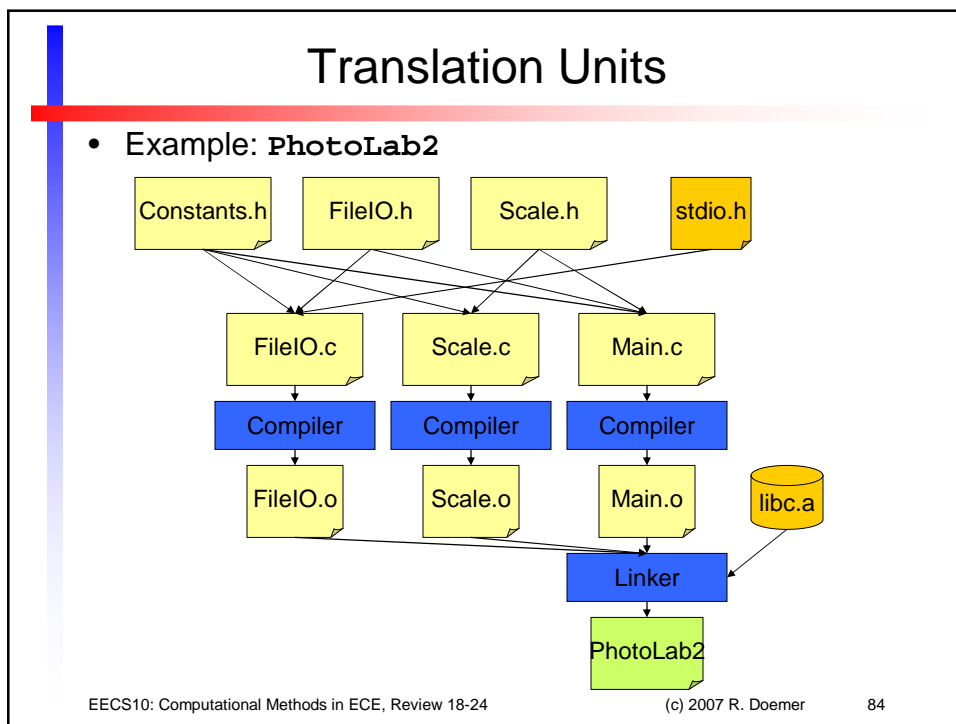 Translation Units
• Example: PhotoLab2
Constants.h FileIO.h Scale.h stdio.h
FileIO.c Scale.c Main.c
Compiler Compiler Compiler
FileIO.o Scale.o Main.o libc.a
Linker
PhotoLab2
EECS10: Computational Methods in ECE, Review 18-24 (c) 2007 R. Doemer 84